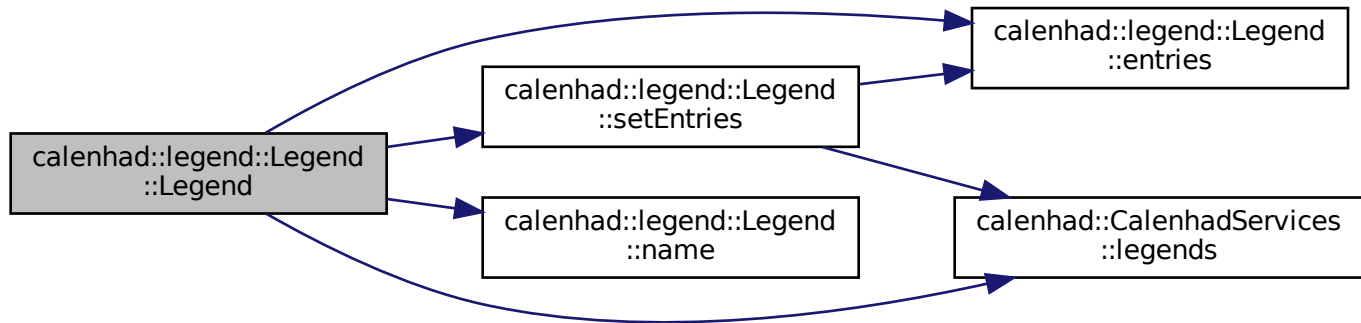 calenhad::legend::Legend
::Legend
calenhad::legend::Legend
::setEntries
calenhad::legend::Legend
::name
calenhad::legend::Legend
::entries
calenhad::CalenhadServices
::legends